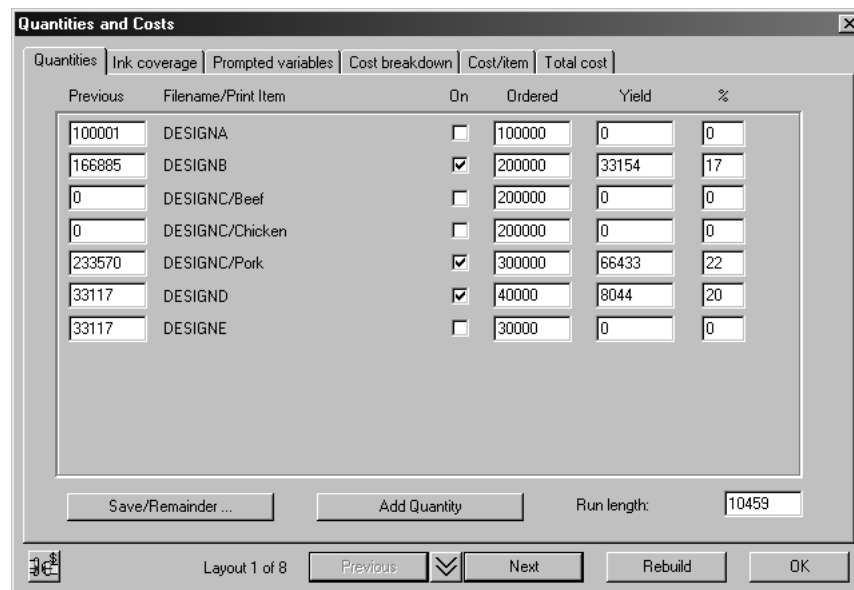 Quantities and Costs
Quantities Ink coverage Prompted variables Cost breakdown Cost/item Total cost
Previous Filename/Print Item On Ordered Yield %
100001 DESIGNA 100000 0 0
166885 DESIGNB 200000 33154 17
0 DESIGNC/Beef 200000 0 0
0 DESIGNC/Chicken 200000 0 0
233570 DESIGNC/Pork 300000 66433 22
33117 DESIGND 40000 8044 20
33117 DESIGNE 30000 0 0
Save/Remainder ... Add Quantity Run length: 10459
Layout 1 of 8 Previous Next Rebuild OK